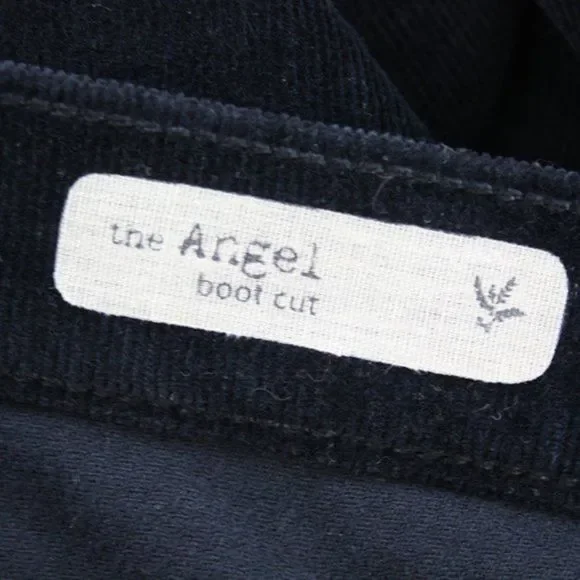 the Angel
boot cut